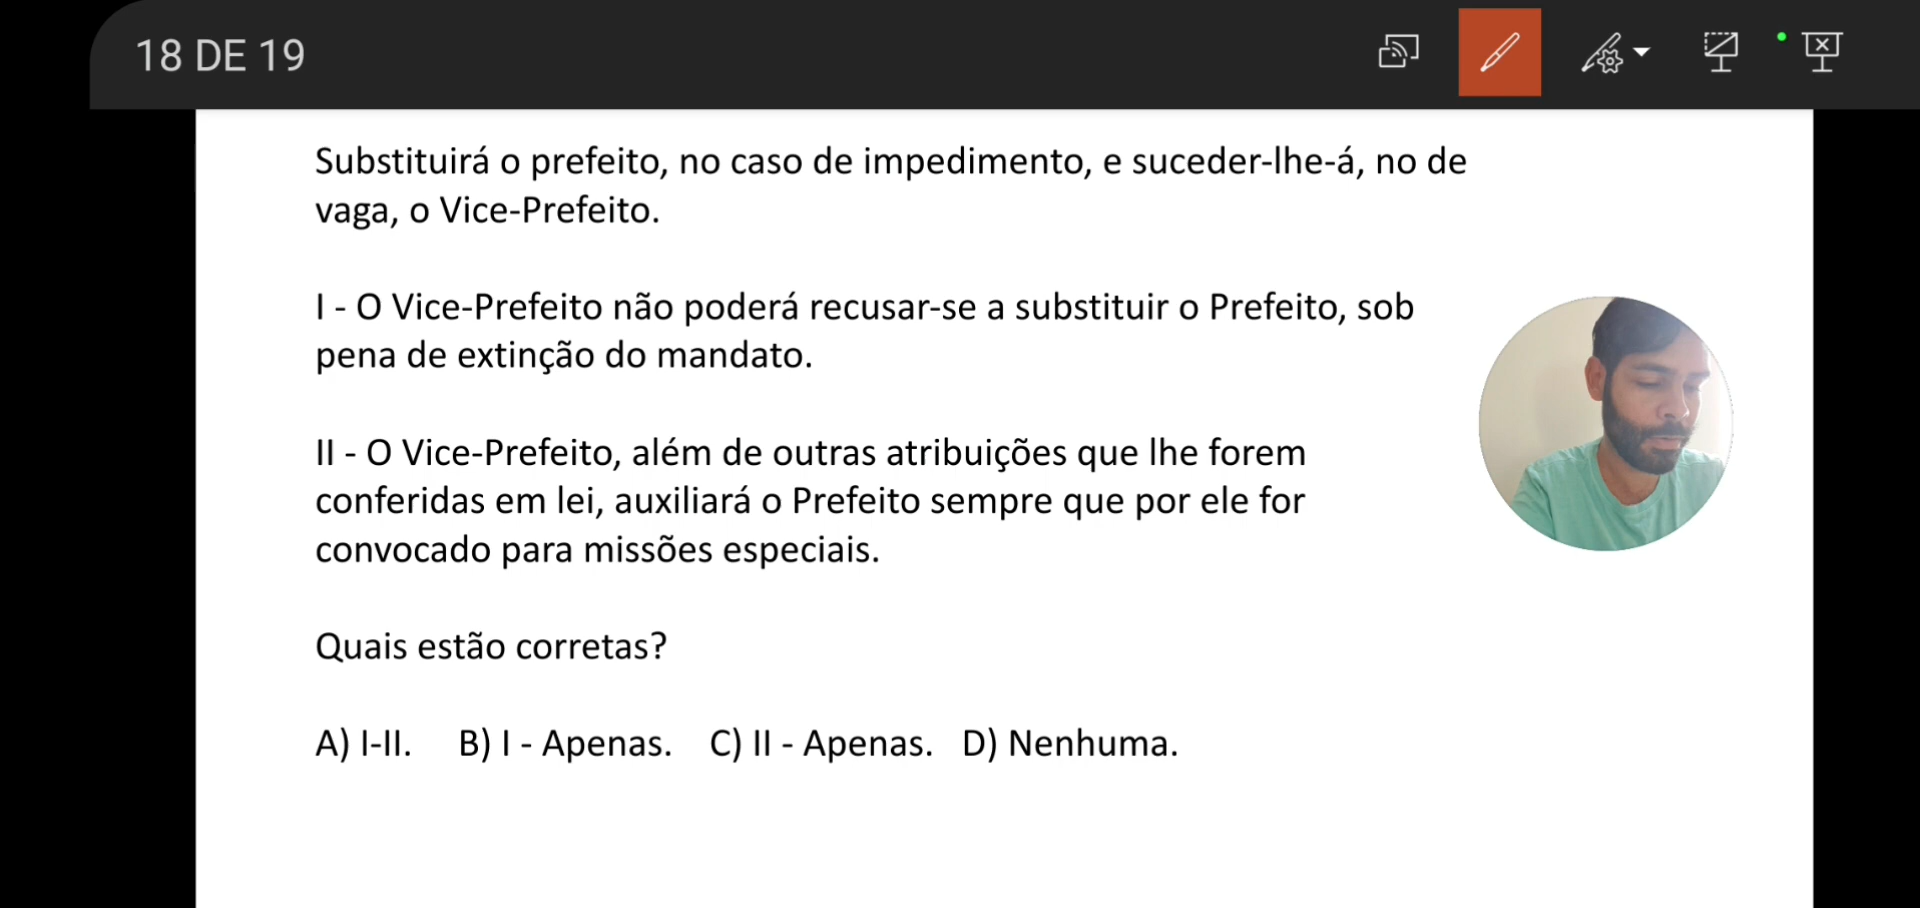 18 DE 19
Substituirá o prefeito, no caso de impedimento, e suceder-lhe-á, no de
vaga, o Vice-Prefeito.
I - O Vice-Prefeito não poderá recusar-se a substituir o Prefeito, sob
pena de extinção do mandato.
II - O Vice-Prefeito, além de outras atribuições que lhe forem
conferidas em lei, auxiliará o Prefeito sempre que por ele for
convocado para missões especiais.
Quais estão corretas?
A) I-II. B) I - Apenas. C) II - Apenas. D) Nenhuma.